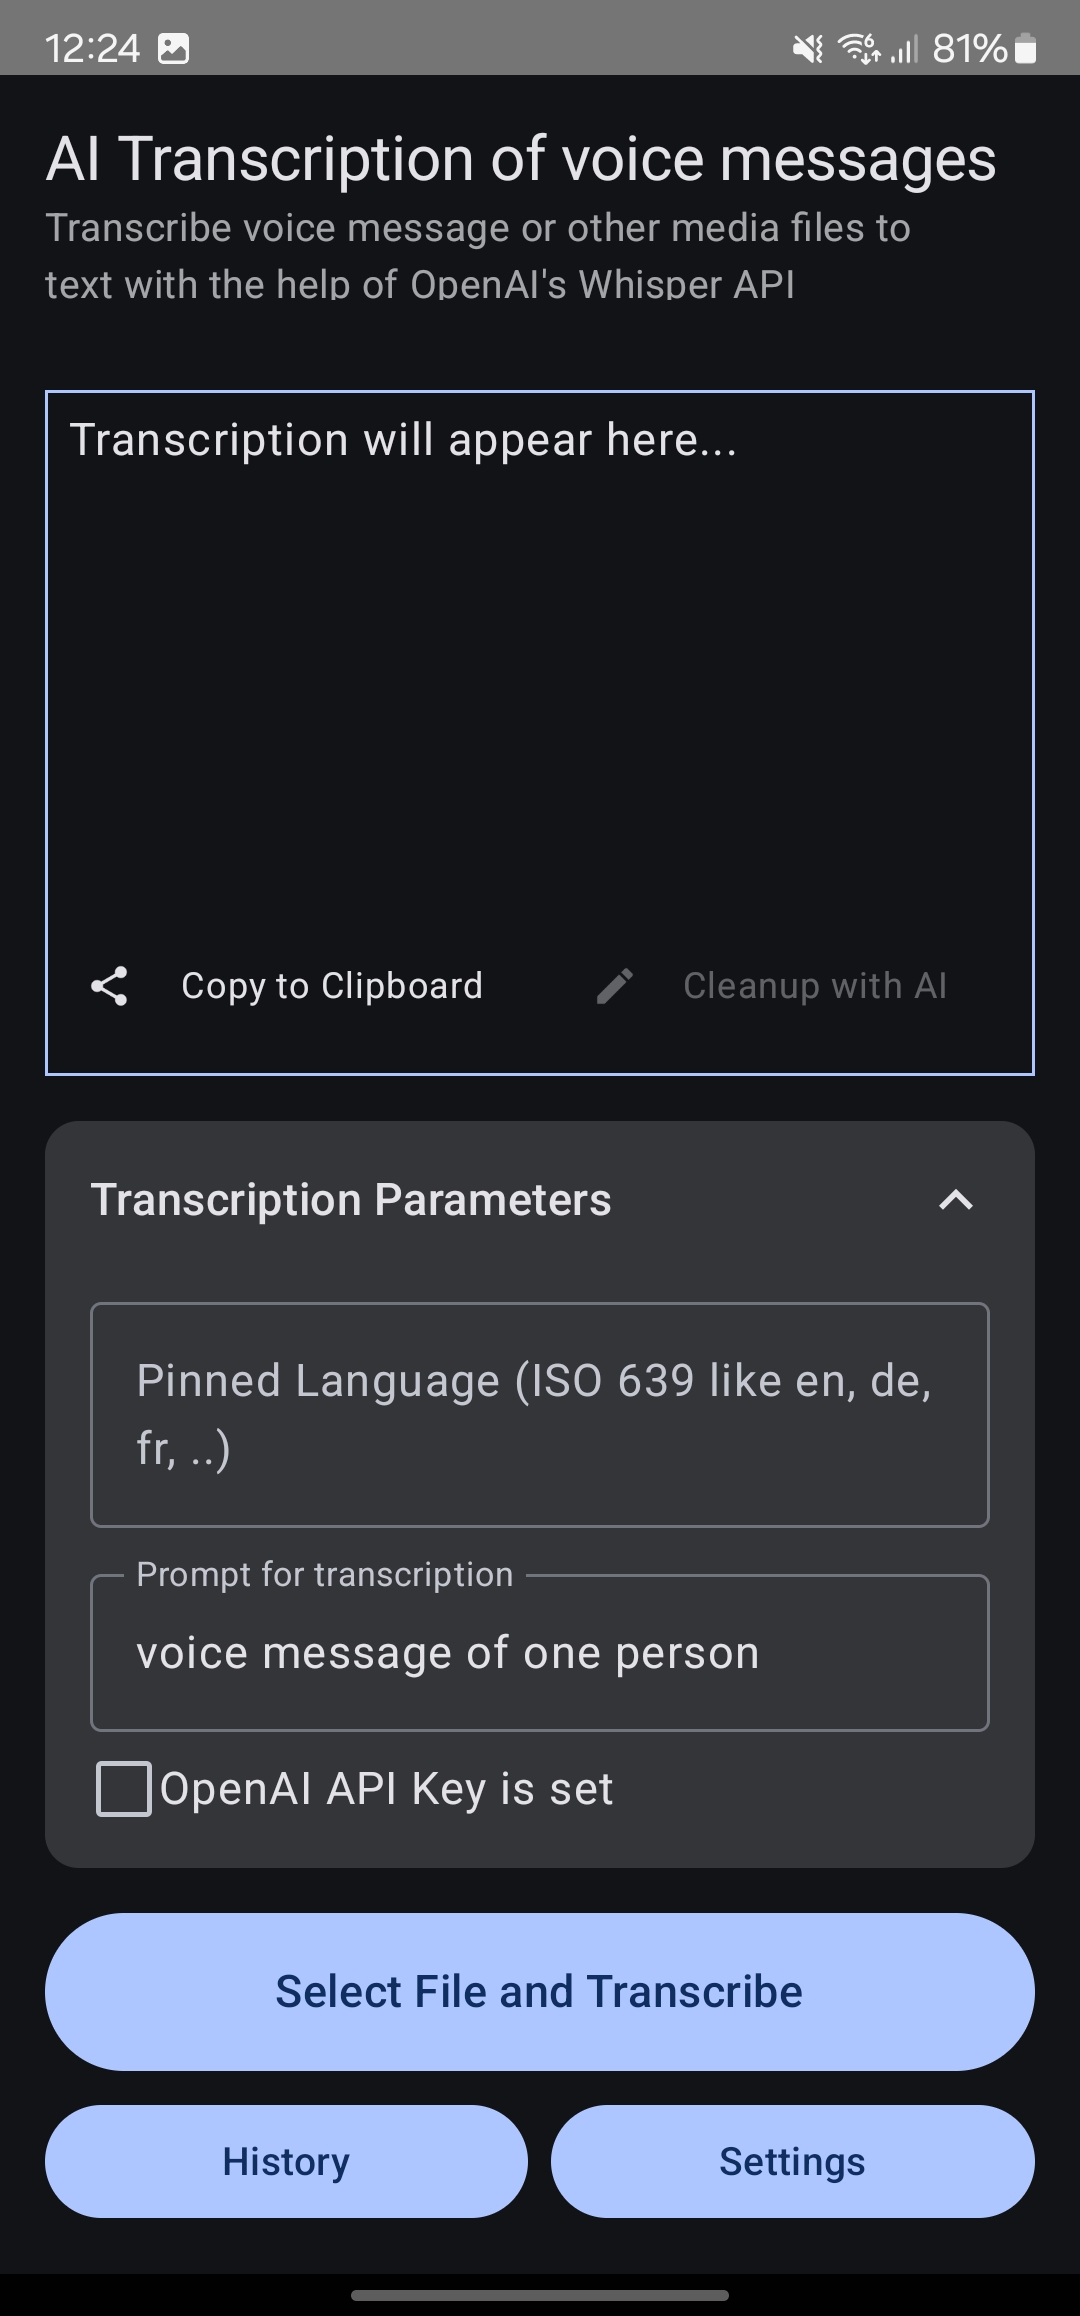 12:24
6
81%
AI Transcription of voice messages
Transcribe voice message or other media files to
text with the help of OpenAI's Whisper API
Transcription will appear here...
Copy to Clipboard
Cleanup with AI
Transcription Parameters
Pinned Language (ISO 639 like en, de,
fr, ..)
Prompt for transcription
voice message of one person
OpenAI API Key is set
Select File and Transcribe
History
Settings